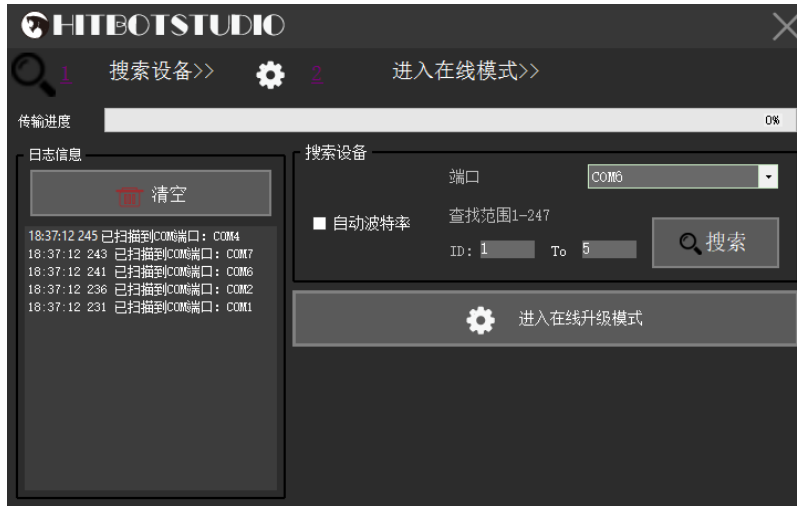 HITBOTSTUDIO
1 搜索设备>> 2 进入在线模式>>
传输进度 0%
日志信息
清空
18:37:12 245 已扫描到COM端口：COM4
18:37:12 243 已扫描到COM端口：COM7
18:37:12 241 已扫描到COM端口：COM6
18:37:12 236 已扫描到COM端口：COM2
18:37:12 231 已扫描到COM端口：COM1
搜索设备
端口 COM6
自动波特率
查找范围1-247
ID: 1 To 5
搜索
进入在线升级模式